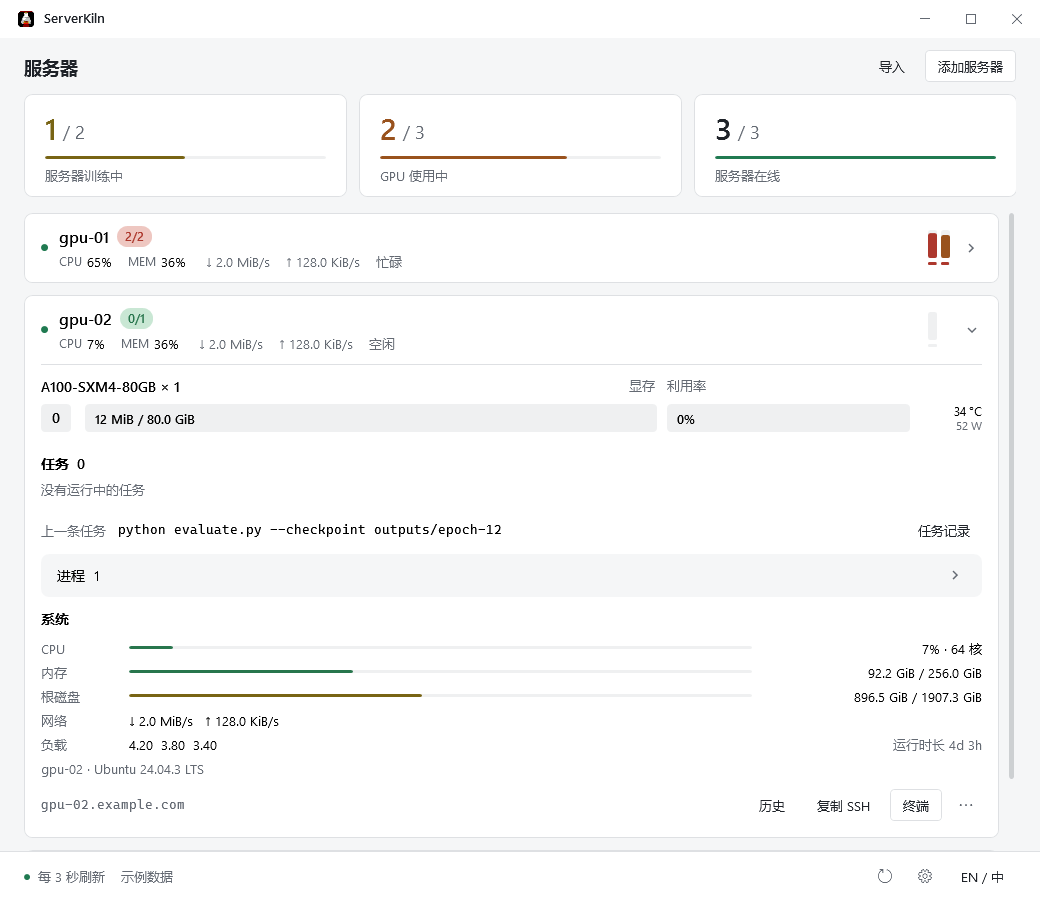 ServerKiln
服务器
导入
添加服务器
1 / 2
服务器训练中
2 / 3
GPU 使用中
3 / 3
服务器在线
gpu-01 2/2
CPU 65% MEM 36% ↓ 2.0 MiB/s ↑ 128.0 KiB/s 忙碌
gpu-02 0/1
CPU 7% MEM 36% ↓ 2.0 MiB/s ↑ 128.0 KiB/s 空闲
A100-SXM4-80GB × 1 显存 利用率
0 12 MiB / 80.0 GiB 0% 34 °C
52 W
任务 0
没有运行中的任务
上一条任务 python evaluate.py --checkpoint outputs/epoch-12 任务记录
进程 1
系统
CPU 7% · 64 核
内存 92.2 GiB / 256.0 GiB
根磁盘 896.5 GiB / 1907.3 GiB
网络 ↓ 2.0 MiB/s ↑ 128.0 KiB/s
负载 4.20 3.80 3.40 运行时长 4d 3h
gpu-02 · Ubuntu 24.04.3 LTS
gpu-02.example.com 历史 复制 SSH 终端 ···
每 3 秒刷新 示例数据 EN / 中